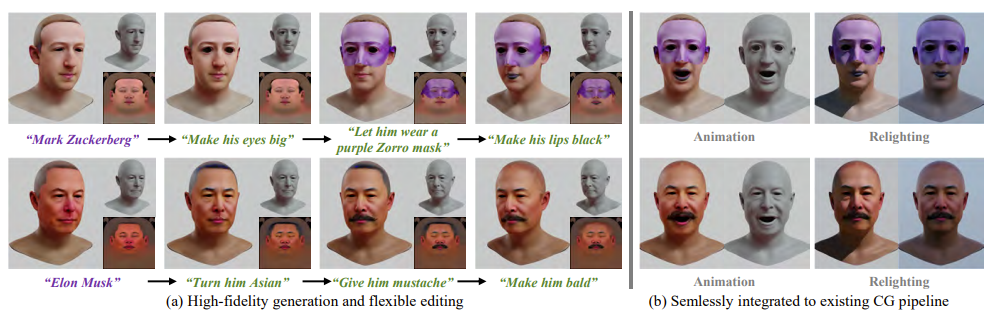 "Mark Zuckerberg"
"Make his eyes big"
"Let him wear a
purple Zorro mask"
"Make his lips black"
Animation
Relighting
"Elon Musk"
"Turn him Asian"
"Give him mustache"
"Make him bald"
Animation
Relighting
(a) High-fidelity generation and flexible editing
(b) Semlessly integrated to existing CG pipeline